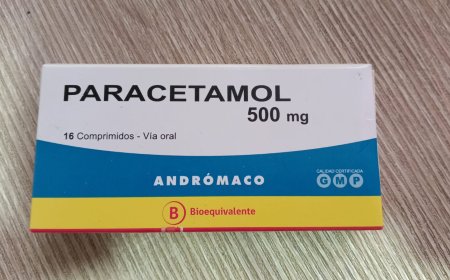 PARACETAMOL
500 mg
16 Comprimidos - Vía oral
ANDRÓMACO
CALIDAD CERTIFICADA
GMP
B Bioequivalente